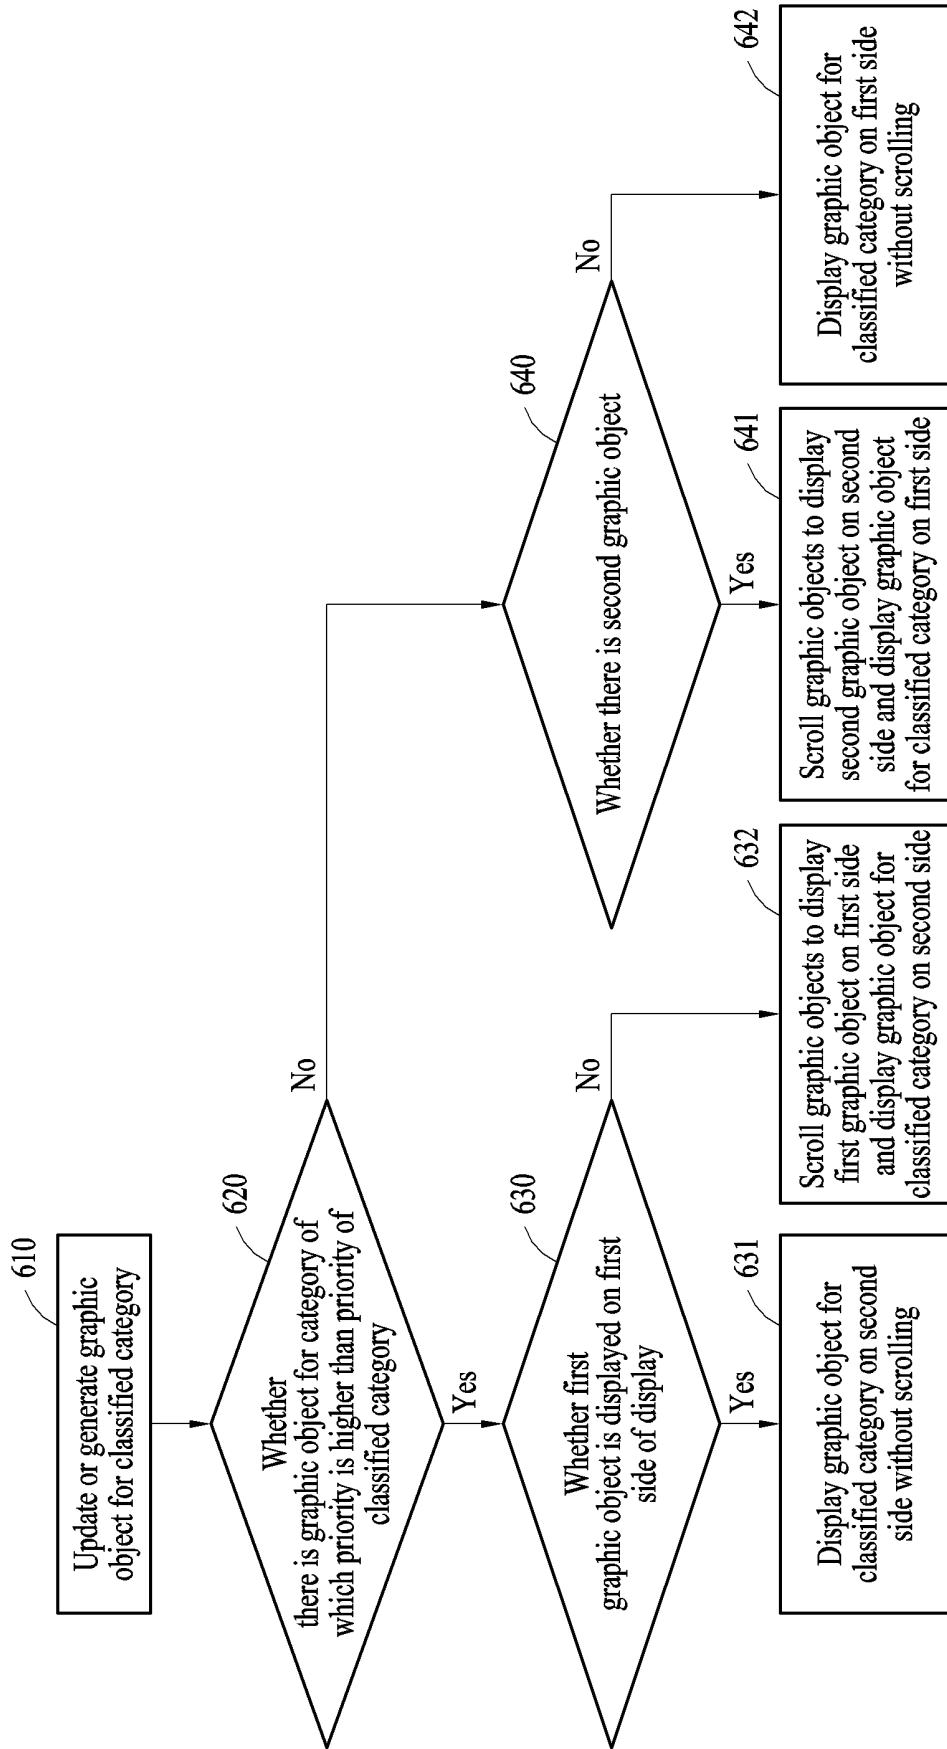 610
Update or generate graphic
object for classified category
620
Whether
there is graphic object for category of
which priority is higher than priority of
classified category
No
Yes
630
Whether first
graphic object is displayed on first
side of display
No
Yes
640
Whether there is second graphic object
No
Yes
631
Display graphic object for
classified category on second
side without scrolling
632
Scroll graphic objects to display
first graphic object on first side
and display graphic object for
classified category on second side
641
Scroll graphic objects to display
second graphic object on second
side and display graphic object
for classified category on first side
642
Display graphic object for
classified category on first side
without scrolling